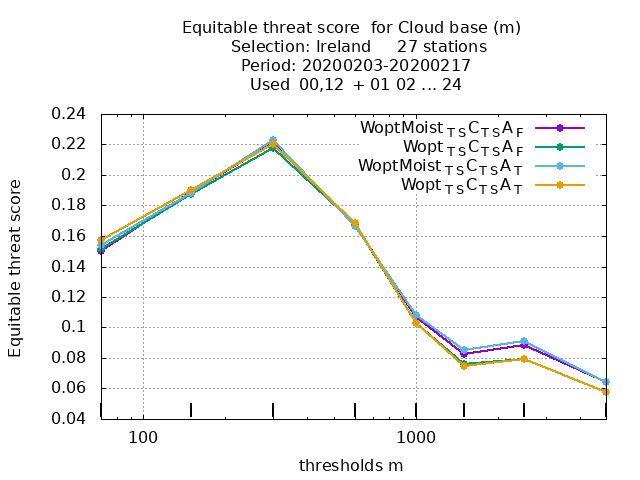 Equitable threat score  for Cloud base (m)
Selection: Ireland     27 stations
Period: 20200203-20200217
Used  00,12  + 01 02 ... 24
WoptMoist TS C TS A F
Wopt TS C TS A F
WoptMoist TS C TS A T
Wopt TS C TS A T
Equitable threat score
0.24
0.22
0.2
0.18
0.16
0.14
0.12
0.1
0.08
0.06
0.04
100 1000
thresholds m